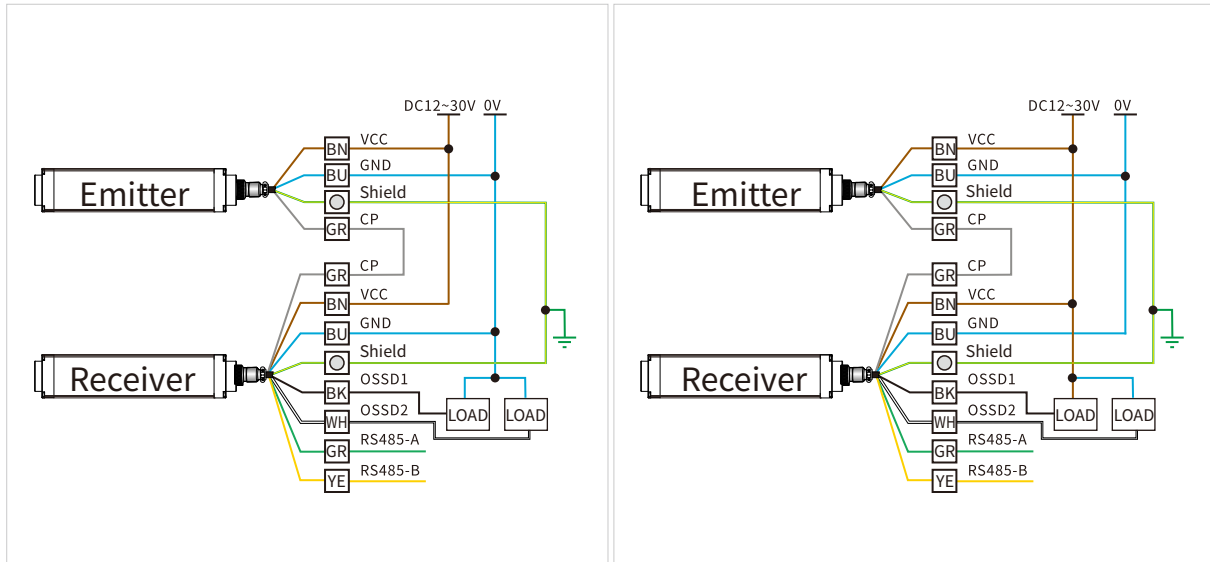 DC12~30V 0V
BN VCC
BU GND
Shield
GR CP
Emitter
GR CP
BN VCC
BU GND
Shield
BK OSSD1
WH OSSD2
GR RS485-A
YE RS485-B
Receiver
LOAD LOAD
DC12~30V 0V
BN VCC
BU GND
Shield
GR CP
Emitter
GR CP
BN VCC
BU GND
Shield
BK OSSD1
WH OSSD2
GR RS485-A
YE RS485-B
Receiver
LOAD LOAD